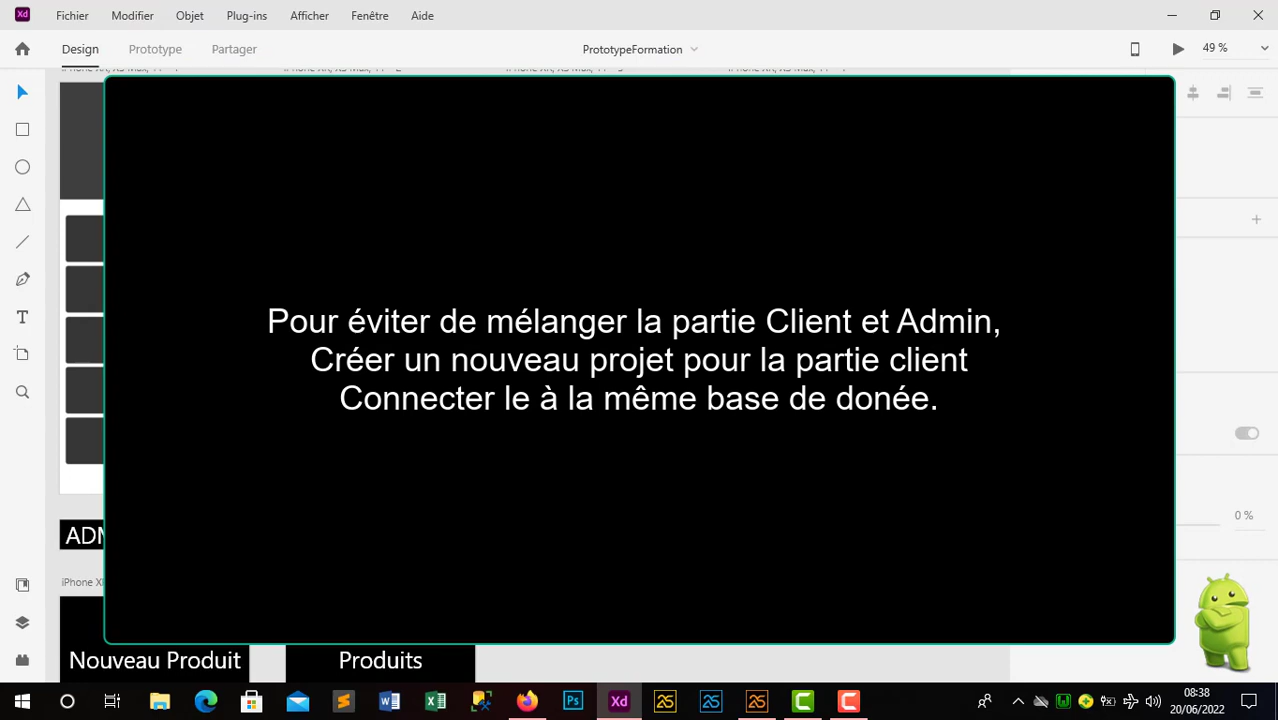 Fichier Modifier Objet Plug-ins Afficher Fenêtre Aide
Design Prototype Partager PrototypeFormation 49 %
Pour éviter de mélanger la partie Client et Admin,
Créer un nouveau projet pour la partie client
Connecter le à la même base de donée.
0 %
ADM
iPhone XR
Nouveau Produit Produits
08:38
20/06/2022